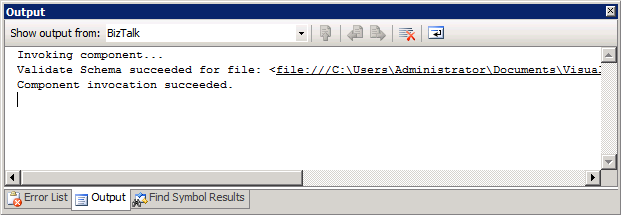 Output
Show output from: BizTalk
Invoking component...
Validate Schema succeeded for file: <file:///C:\Users\Administrator\Documents\Visual
Component invocation succeeded.
Error List Output Find Symbol Results